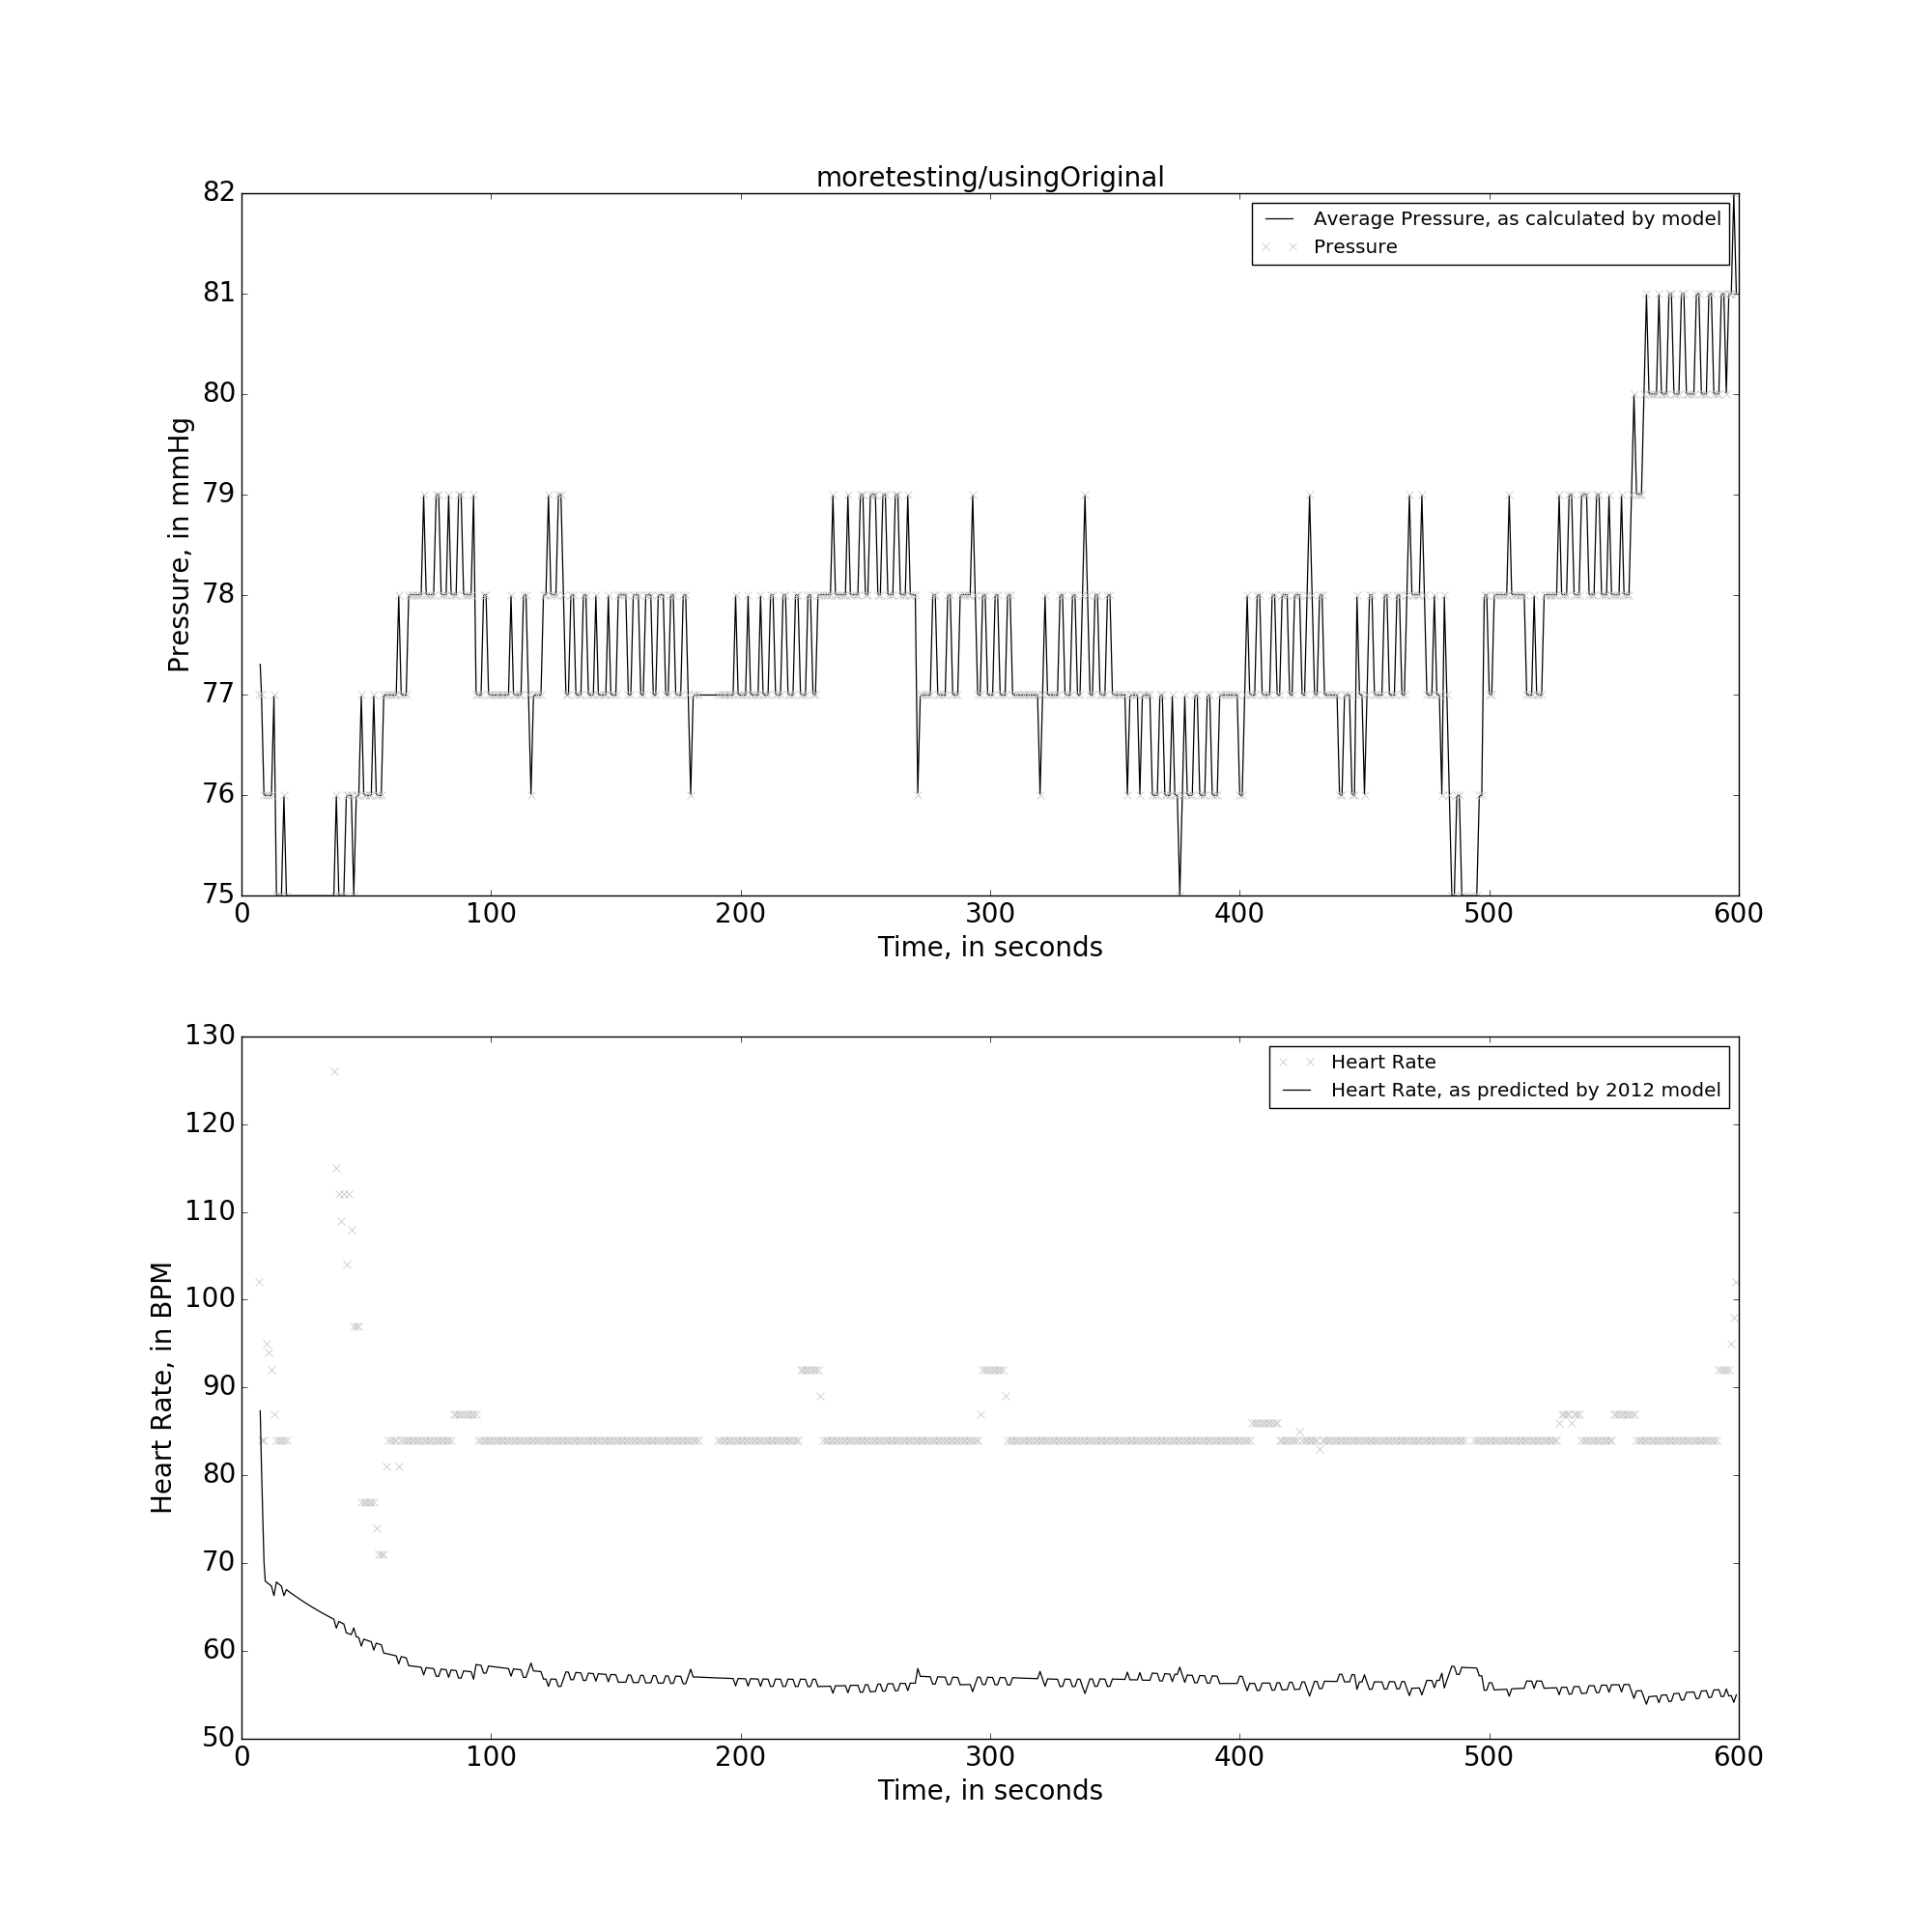 moretesting/usingOriginal
82
81
80
79
78
77
76
75
Pressure, in mmHg
Average Pressure, as calculated by model
Pressure
0 100 200 300 400 500 600
Time, in seconds
130
120
110
100
90
80
70
60
50
Heart Rate, in BPM
Heart Rate
Heart Rate, as predicted by 2012 model
0 100 200 300 400 500 600
Time, in seconds